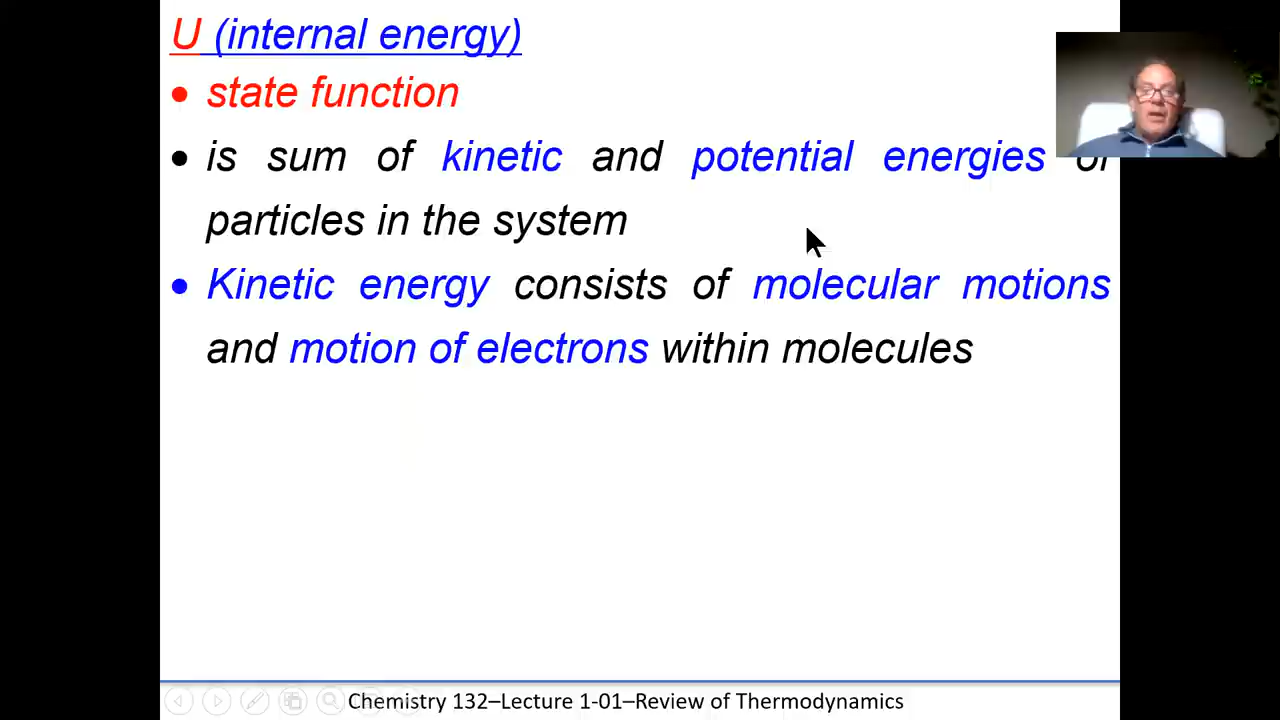 U (internal energy)
• state function
• is sum of kinetic and potential energies of
particles in the system
• Kinetic energy consists of molecular motions
and motion of electrons within molecules
Chemistry 132–Lecture 1-01–Review of Thermodynamics